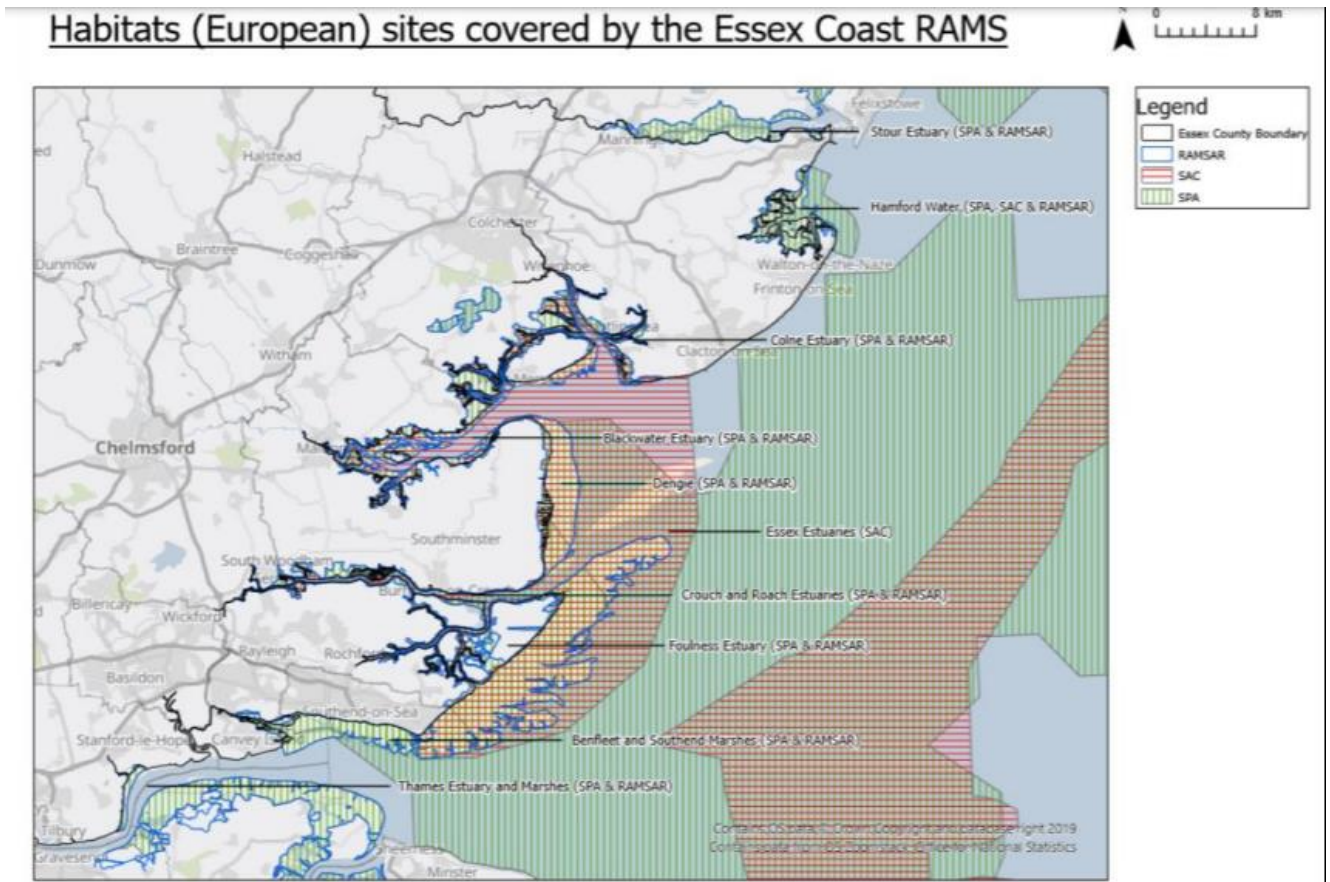 Habitats (European) sites covered by the Essex Coast RAMS
0 8 km
Legend
Essex County Boundary
RAMSAR
SAC
SPA
Felixstowe
Stour Estuary (SPA & RAMSAR)
Halstead
Hamford Water (SPA, SAC & RAMSAR)
Colchester
Braintree
Coggeshall
Dunmow
Walton-on-the-Naze
Frinton-on-Sea
Colne Estuary (SPA & RAMSAR)
Witham
Clacton-on-Sea
Blackwater Estuary (SPA & RAMSAR)
Chelmsford
Dengie (SPA & RAMSAR)
Essex Estuaries (SAC)
Southminster
South Woodham
Crouch and Roach Estuaries (SPA & RAMSAR)
Billericay
Wickford
Foulness Estuary (SPA & RAMSAR)
Rayleigh
Basildon
Southend-on-Sea
Stanford-le-Hope
Canvey
Benfleet and Southend Marshes (SPA & RAMSAR)
Thames Estuary and Marshes (SPA & RAMSAR)
Tilbury
Contains OS data © Crown Copyright and database right 2019
Minster